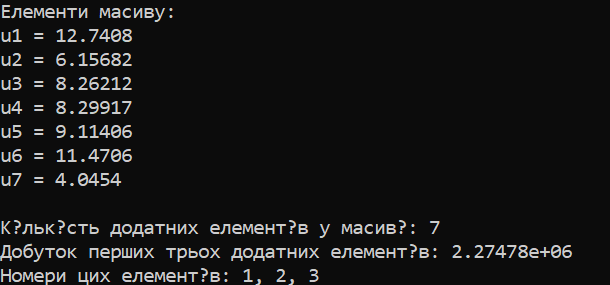 Елементи масиву:
u1 = 12.7408
u2 = 6.15682
u3 = 8.26212
u4 = 8.29917
u5 = 9.11406
u6 = 11.4706
u7 = 4.0454
К?льк?сть додатних елемент?в у масив?: 7
Добуток перших трьох додатних елемент?в: 2.27478e+06
Номери цих елемент?в: 1, 2, 3